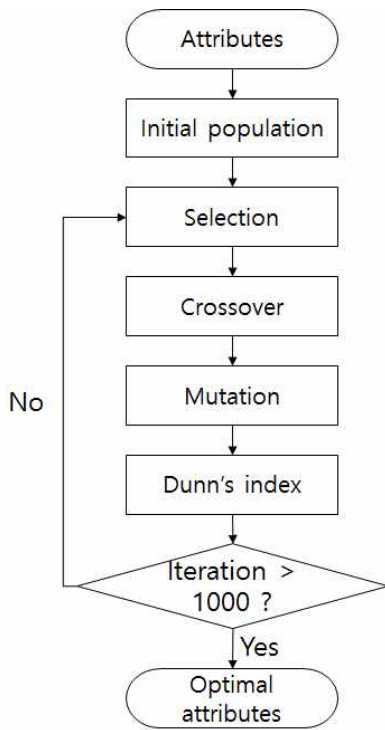 Attributes
Initial population
Selection
Crossover
Mutation
No
Dunn's index
Iteration >
1000 ?
Yes
Optimal
attributes